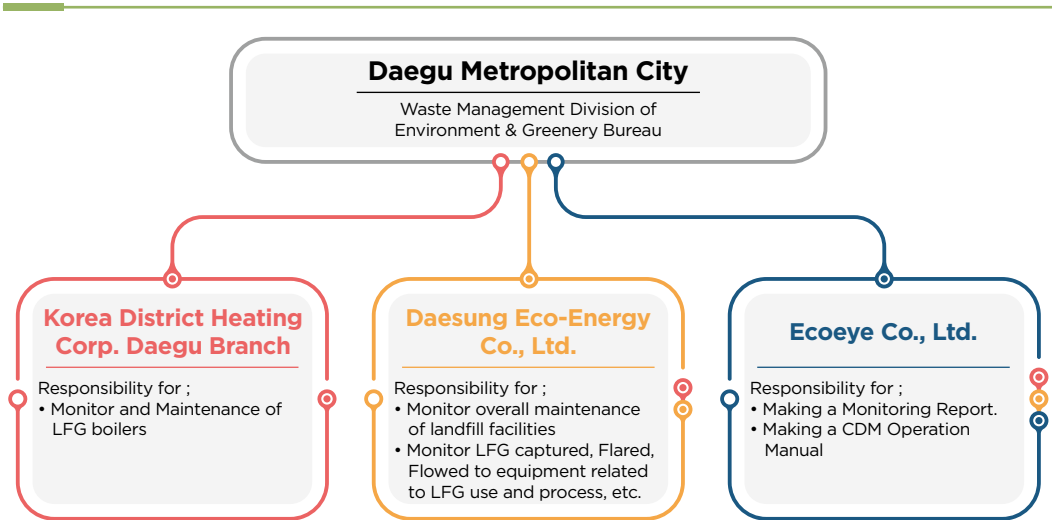 Daegu Metropolitan City
Waste Management Division of
Environment & Greenery Bureau
Korea District Heating
Corp. Daegu Branch
Responsibility for ;
• Monitor and Maintenance of
LFG boilers
Daesung Eco-Energy
Co., Ltd.
Responsibility for ;
• Monitor overall maintenance
of landfill facilities
• Monitor LFG captured, Flared,
Flowed to equipment related
to LFG use and process, etc.
Ecoeye Co., Ltd.
Responsibility for ;
• Making a Monitoring Report.
• Making a CDM Operation
Manual